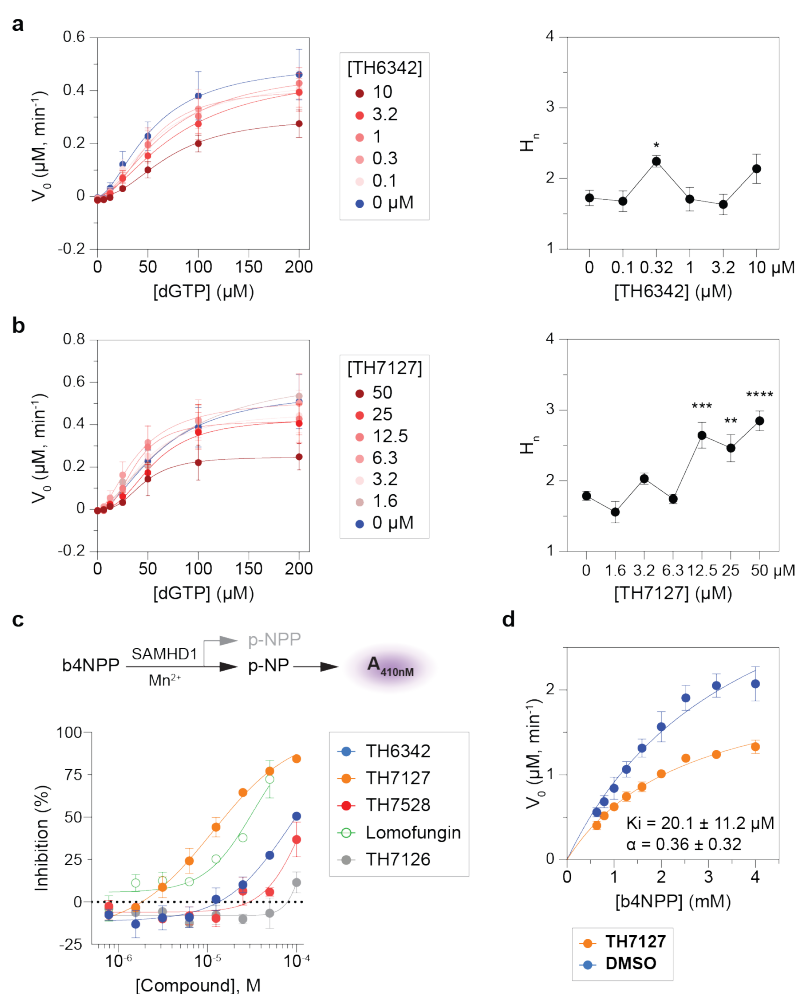 a
0.6
0.4
0.2
0
-0.2
V0 (µM, min-1)
0 50 100 150 200
[dGTP] (µM)
[TH6342]
10
3.2
1
0.3
0.1
0 µM
4
3
2
1
Hn
*
0 0.1 0.32 1 3.2 10 µM
[TH6342] (µM)
b
0.8
0.6
0.4
0.2
0
-0.2
V0 (µM, min-1)
0 50 100 150 200
[dGTP] (µM)
[TH7127]
50
25
12.5
6.3
3.2
1.6
0 µM
4
3
2
1
Hn
*** ** ****
0 1.6 3.2 6.3 12.5 25 50 µM
[TH7127] (µM)
c
p-NPP
b4NPP SAMHD1 p-NP A410nM
Mn2+
100
75
50
25
0
-25
Inhibition (%)
10-6 10-5 10-4
[Compound], M
TH6342
TH7127
TH7528
Lomofungin
TH7126
d
2
1
0
V0 (µM, min-1)
Ki = 20.1 ± 11.2 µM
α = 0.36 ± 0.32
0 1 2 3 4
[b4NPP] (mM)
TH7127
DMSO